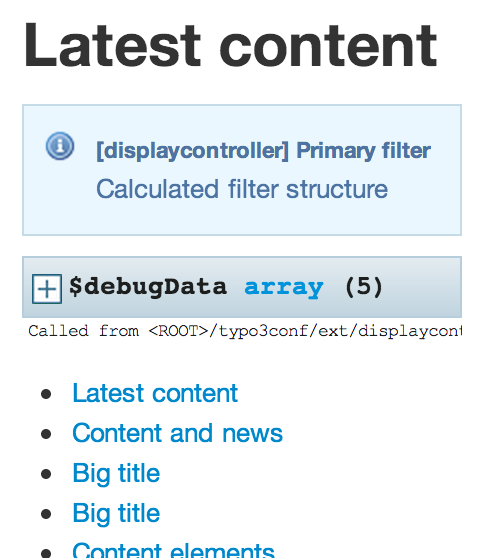 Latest content
[displaycontroller] Primary filter
Calculated filter structure
$debugData array (5)
Called from <ROOT>/typo3conf/ext/displaycont
Latest content
Content and news
Big title
Big title
Content elements